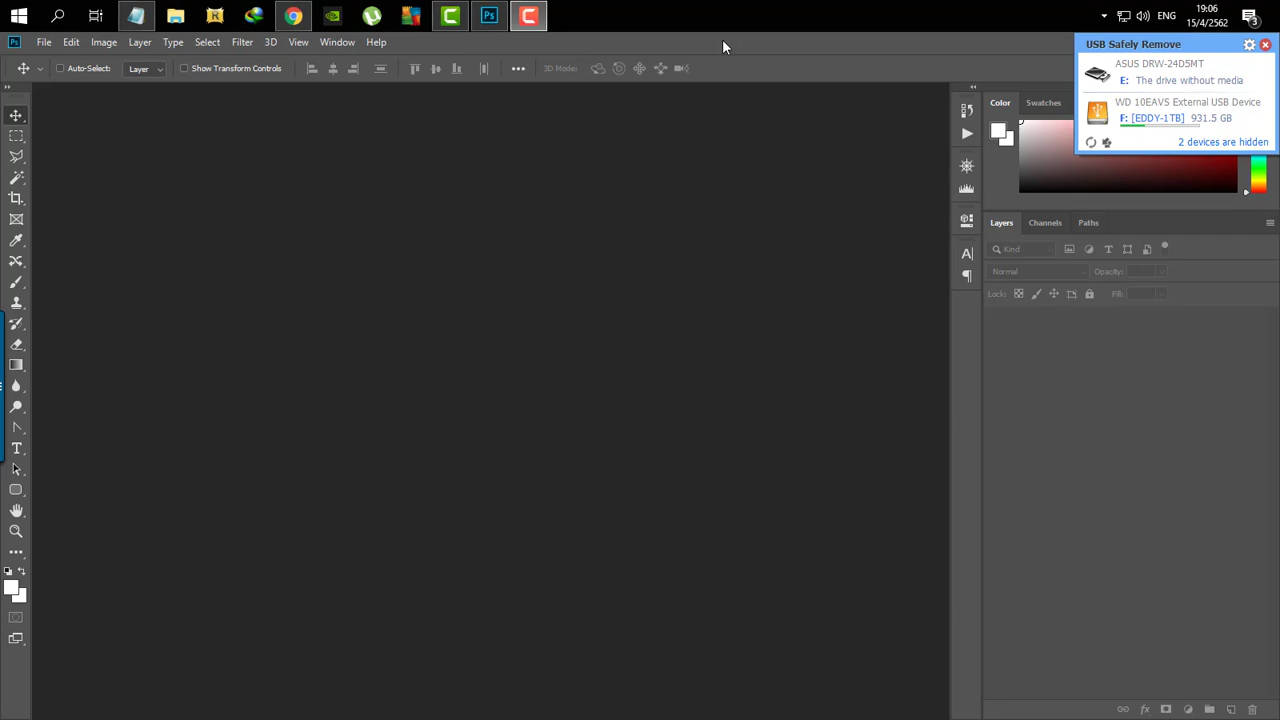 19:06
ENG
15/4/2562
3
Ps File Edit Image Layer Type Select Filter 3D View Window Help
Auto-Select: Layer Show Transform Controls 3D Mode:
USB Safely Remove
ASUS DRW-24D5MT
E: The drive without media
WD 10EAVS External USB Device
F: [EDDY-1TB] 931.5 GB
2 devices are hidden
Color Swatches
Layers Channels Paths
Kind
Normal Opacity:
Lock: Fill: